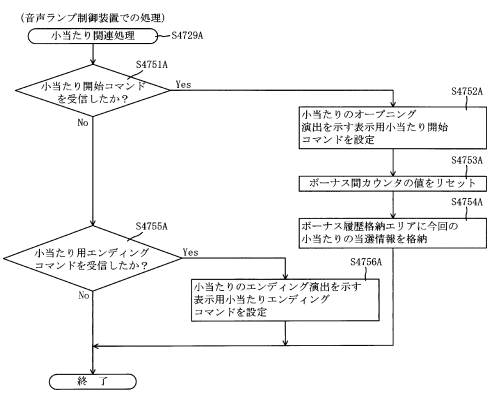 (音声ランプ制御装置での処理)
小当たり関連処理
S4729A
S4751A
小当たり開始コマンド
を受信したか？
Yes
No
S4752A
小当たりのオープニング
演出を示す表示用小当たり開始
コマンドを設定
S4753A
ボーナス間カウンタの値をリセット
S4754A
ボーナス履歴格納エリアに今回の
小当たりの当選情報を格納
S4755A
小当たり用エンディング
コマンドを受信したか？
Yes
No
S4756A
小当たりのエンディング演出を示す
表示用小当たりエンディング
コマンドを設定
終 了